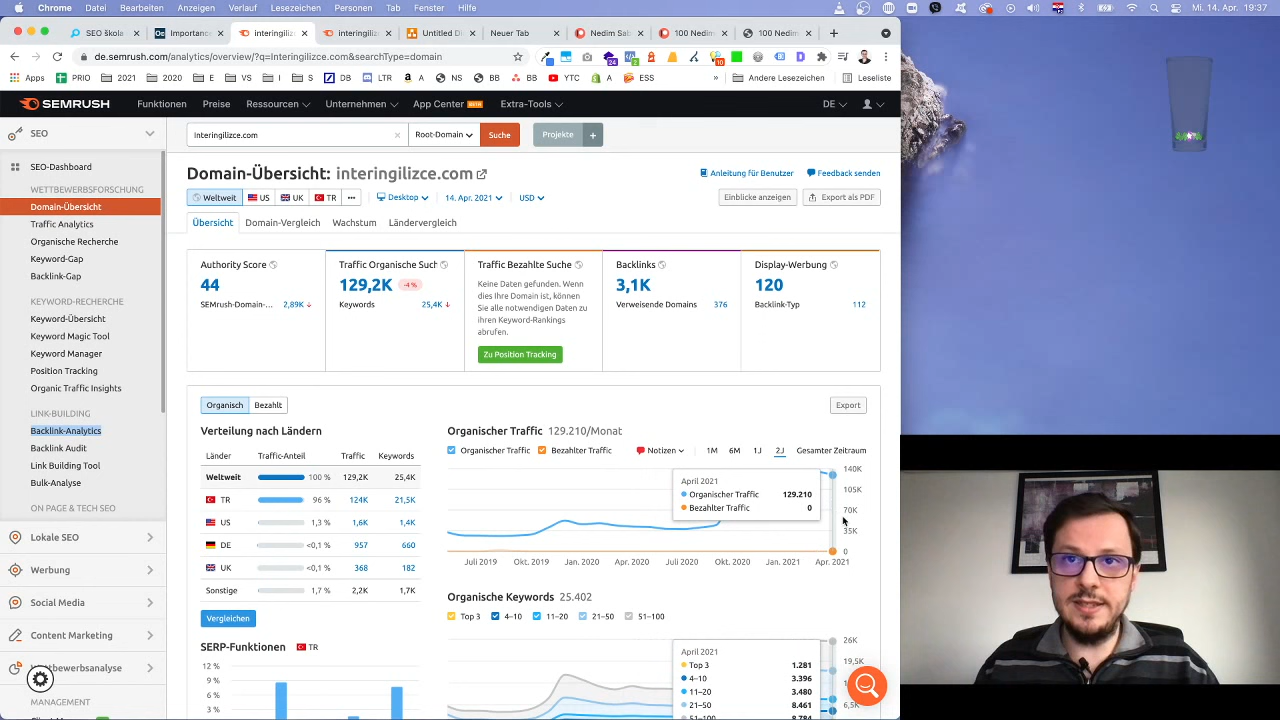 Chrome Datei Bearbeiten Anzeigen Verlauf Lesezeichen Profile Tab Fenster Hilfe Mi. 14. Apr. 19:37
SEO škola Importance interingiliz interingilizc Untitled Di Neuer Tab Nedim Sab 100 Nedim 100 Nedim
de.semrush.com/analytics/overview/?q=Interingilizce.com&searchType=domain
Apps PRIO 2021 2020 E VS I S DB LTR A NS BB BB YTC A ESS » Andere Lesezeichen Leseliste
SEMRUSH Funktionen Preise Ressourcen Unternehmen App Center BETA Extra-Tools DE
SEO
SEO-Dashboard
WETTBEWERBSFORSCHUNG
Domain-Übersicht
Traffic Analytics
Organische Recherche
Keyword-Gap
Backlink-Gap
KEYWORD-RECHERCHE
Keyword-Übersicht
Keyword Magic Tool
Keyword Manager
Position Tracking
Organic Traffic Insights
LINK-BUILDING
Backlink-Analytics
Backlink Audit
Link Building Tool
Bulk-Analyse
ON PAGE & TECH SEO
Lokale SEO
Werbung
Social Media
Content Marketing
ettbewerbsanalyse
MANAGEMENT
Interingilizce.com × Root-Domain Suche Projekte +
Domain-Übersicht: interingilizce.com
Anleitung für Benutzer Feedback senden
Weltweit US UK TR ••• Desktop 14. Apr. 2021 USD
Einblicke anzeigen Export als PDF
Übersicht Domain-Vergleich Wachstum Ländervergleich
Authority Score
44
SEMrush-Domain-... 2,89K ↓
Traffic Organische Such
129,2K -4 %
Keywords 25,4K ↓
Traffic Bezahlte Suche
Keine Daten gefunden. Wenn
dies Ihre Domain ist, können
Sie alle notwendigen Daten zu
ihren Keyword-Rankings
abrufen.
Zu Position Tracking
Backlinks
3,1K
Verweisende Domains 376
Display-Werbung
120
Backlink-Typ 112
Organisch Bezahlt Export
Verteilung nach Ländern
Länder Traffic-Anteil Traffic Keywords
Weltweit 100 % 129,2K 25,4K
TR 96 % 124K 21,5K
US 1,3 % 1,6K 1,4K
DE <0,1 % 957 660
UK <0,1 % 368 182
Sonstige 1,7 % 2,2K 1,7K
Vergleichen
SERP-Funktionen TR
12 %
9 %
6 %
3 %
Organischer Traffic 129.210/Monat
Organischer Traffic Bezahlter Traffic Notizen 1M 6M 1J 2J Gesamter Zeitraum
April 2021
Organischer Traffic 129.210
Bezahlter Traffic 0
140K
105K
70K
35K
0
Juli 2019 Okt. 2019 Jan. 2020 Apr. 2020 Juli 2020 Okt. 2020 Jan. 2021 Apr. 2021
Organische Keywords 25.402
Top 3 4–10 11–20 21–50 51–100
April 2021
Top 3 1.281
4–10 3.396
11–20 3.480
21–50 8.461
51–100 8.784
26K
19,5K
6,5K